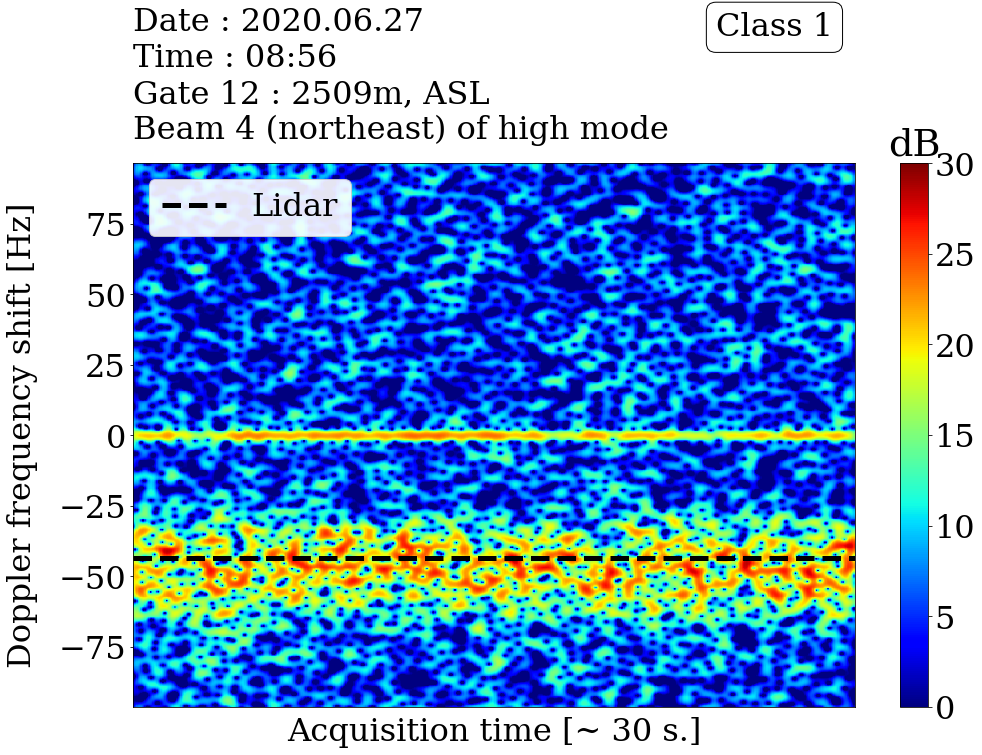 Date : 2020.06.27
Time : 08:56
Gate 12 : 2509m, ASL
Beam 4 (northeast) of high mode
Class 1
dB
Lidar
Doppler frequency shift [Hz]
75
50
25
0
−25
−50
−75
30
25
20
15
10
5
0
Acquisition time [~ 30 s.]